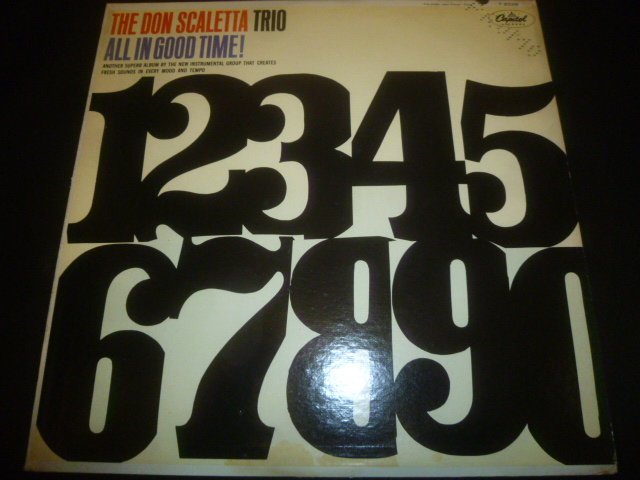 THE DON SCALETTA TRIO
ALL IN GOOD TIME!
ANOTHER SUPERB ALBUM BY THE NEW INSTRUMENTAL GROUP THAT CREATES
FRESH SOUNDS IN EVERY MOOD AND TEMPO
Capitol
12345
67890